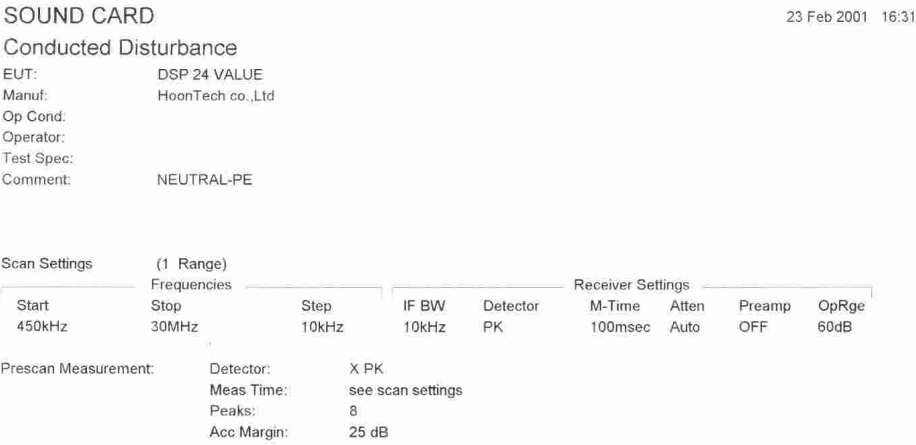 SOUND CARD 23 Feb 2001 16:31
Conducted Disturbance
EUT: DSP 24 VALUE
Manuf: HoonTech co.,Ltd
Op Cond:
Operator:
Test Spec:
Comment: NEUTRAL-PE
Scan Settings (1 Range)
Frequencies Receiver Settings
Start Stop Step IF BW Detector M-Time Atten Preamp OpRge
450kHz 30MHz 10kHz 10kHz PK 100msec Auto OFF 60dB
Prescan Measurement: Detector: X PK
Meas Time: see scan settings
Peaks: 8
Acc Margin: 25 dB